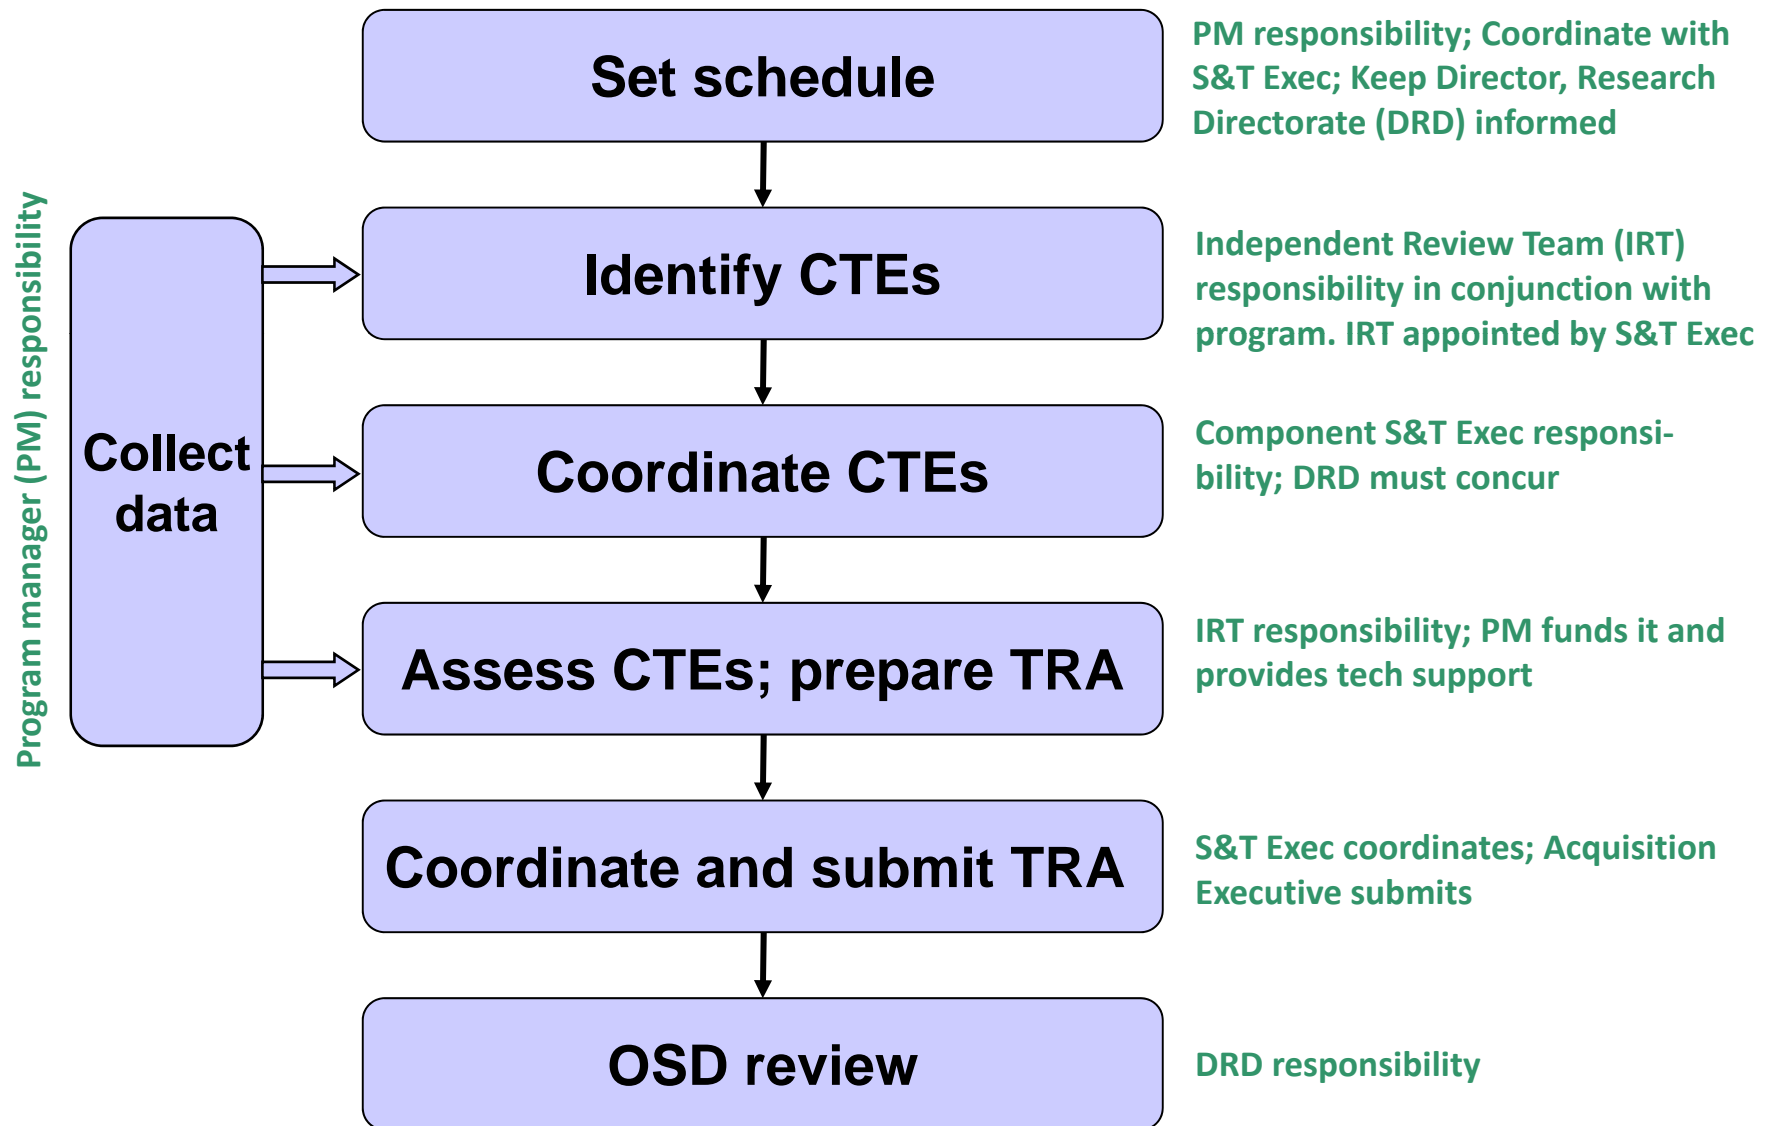 Set schedule
PM responsibility; Coordinate with
S&T Exec; Keep Director, Research
Directorate (DRD) informed
Program manager (PM) responsibility
Collect
data
Identify CTEs
Independent Review Team (IRT)
responsibility in conjunction with
program. IRT appointed by S&T Exec
Coordinate CTEs
Component S&T Exec responsi-
bility; DRD must concur
Assess CTEs; prepare TRA
IRT responsibility; PM funds it and
provides tech support
Coordinate and submit TRA
S&T Exec coordinates; Acquisition
Executive submits
OSD review
DRD responsibility